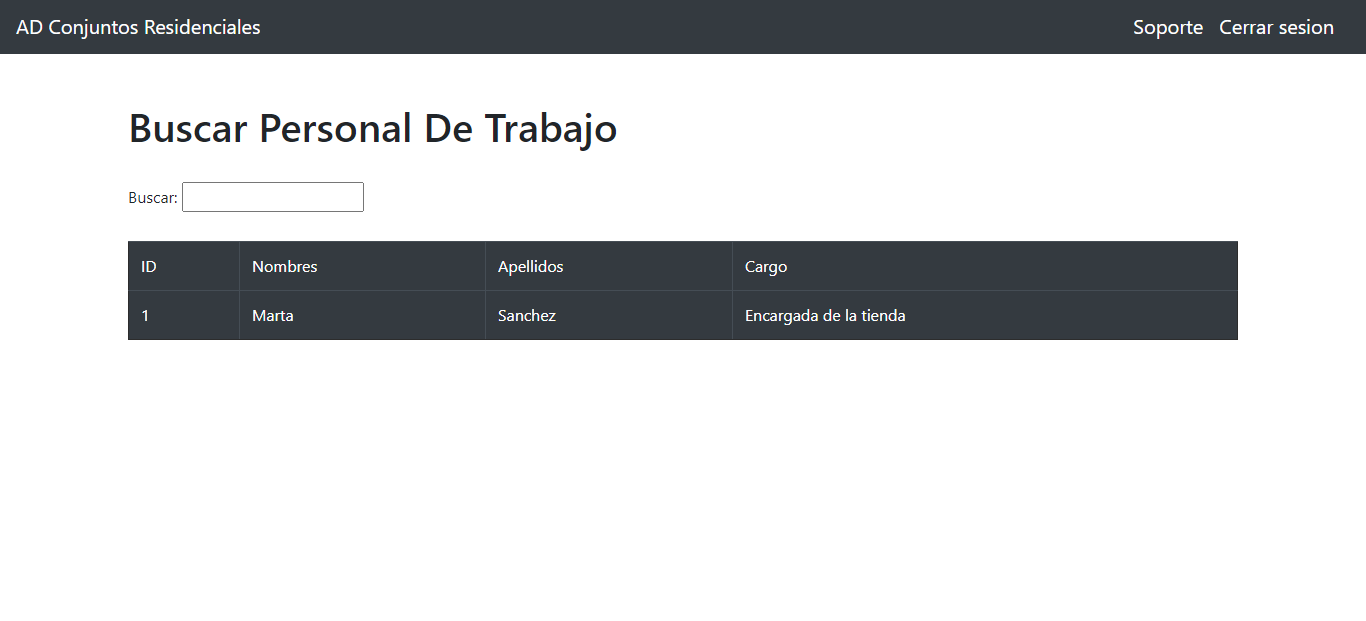 AD Conjuntos Residenciales Soporte Cerrar sesion
Buscar Personal De Trabajo
Buscar:
ID Nombres Apellidos Cargo
1 Marta Sanchez Encargada de la tienda